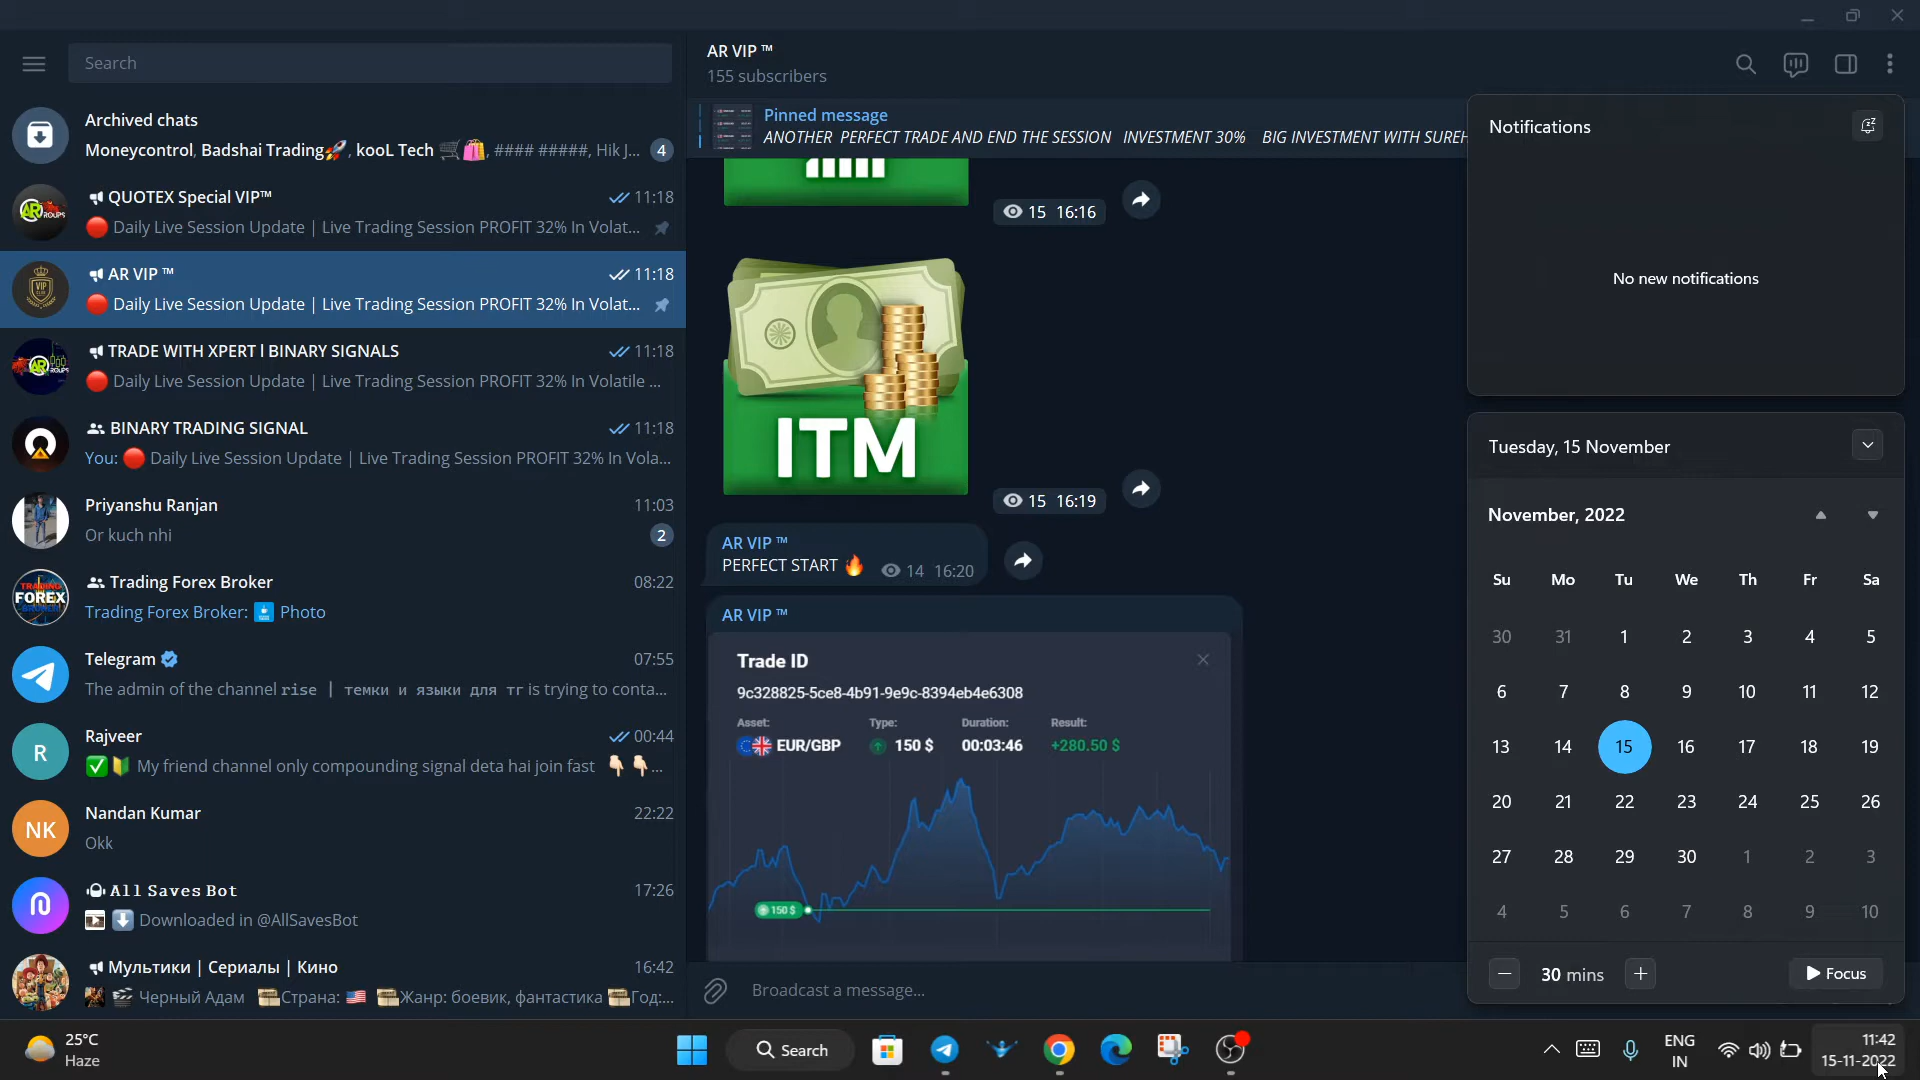 Search
Archived chats
Moneycontrol, Badshai Trading🚀, kooL Tech 🛒🛍️, #### #####, Hik J... 4
QUOTEX Special VIP™ 11:18
🔴 Daily Live Session Update | Live Trading Session PROFIT 32% In Volat...
AR VIP ™ 11:18
🔴 Daily Live Session Update | Live Trading Session PROFIT 32% In Volat...
TRADE WITH XPERT l BINARY SIGNALS 11:18
🔴 Daily Live Session Update | Live Trading Session PROFIT 32% In Volatile ...
BINARY TRADING SIGNAL 11:18
You: 🔴 Daily Live Session Update | Live Trading Session PROFIT 32% In Vola...
Priyanshu Ranjan 11:03
Or kuch nhi 2
TRADING
FOREX
Trading Forex Broker 08:22
Trading Forex Broker: Photo
Telegram 07:55
The admin of the channel rise | темки и языки для тг is trying to conta...
R
Rajveer 00:44
✅🔰 My friend channel only compounding signal deta hai join fast 👇🏻👇🏻...
NK
Nandan Kumar 22:22
Okk
All Saves Bot 17:26
▶️ ⬇️ Downloaded in @AllSavesBot
Мультики | Сериалы | Кино 16:42
Черный Адам Страна: 🇺🇸 Жанр: боевик, фантастика Год:...
AR VIP ™
155 subscribers
Pinned message
ANOTHER PERFECT TRADE AND END THE SESSION INVESTMENT 30% BIG INVESTMENT WITH SUREH
15 16:16
ITM
15 16:19
AR VIP ™
PERFECT START 🔥 14 16:20
AR VIP ™
Trade ID
9c328825-5ce8-4b91-9e9c-8394eb4e6308
Asset: Type: Duration: Result:
EUR/GBP 150 $ 00:03:46 +280.50 $
150 $
Broadcast a message...
Notifications
No new notifications
Tuesday, 15 November
November, 2022
Su Mo Tu We Th Fr Sa
30 31 1 2 3 4 5
6 7 8 9 10 11 12
13 14 15 16 17 18 19
20 21 22 23 24 25 26
27 28 29 30 1 2 3
4 5 6 7 8 9 10
30 mins Focus
25°C
Haze
Search
ENG
IN
11:42
15-11-2022